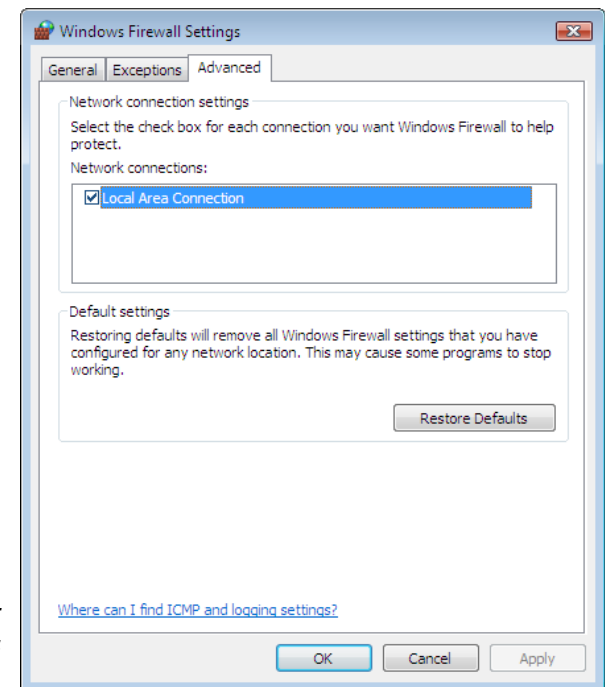 Windows Firewall Settings
General Exceptions Advanced
Network connection settings
Select the check box for each connection you want Windows Firewall to help
protect.
Network connections:
Local Area Connection
Default settings
Restoring defaults will remove all Windows Firewall settings that you have
configured for any network location. This may cause some programs to stop
working.
Restore Defaults
Where can I find ICMP and logging settings?
OK Cancel Apply